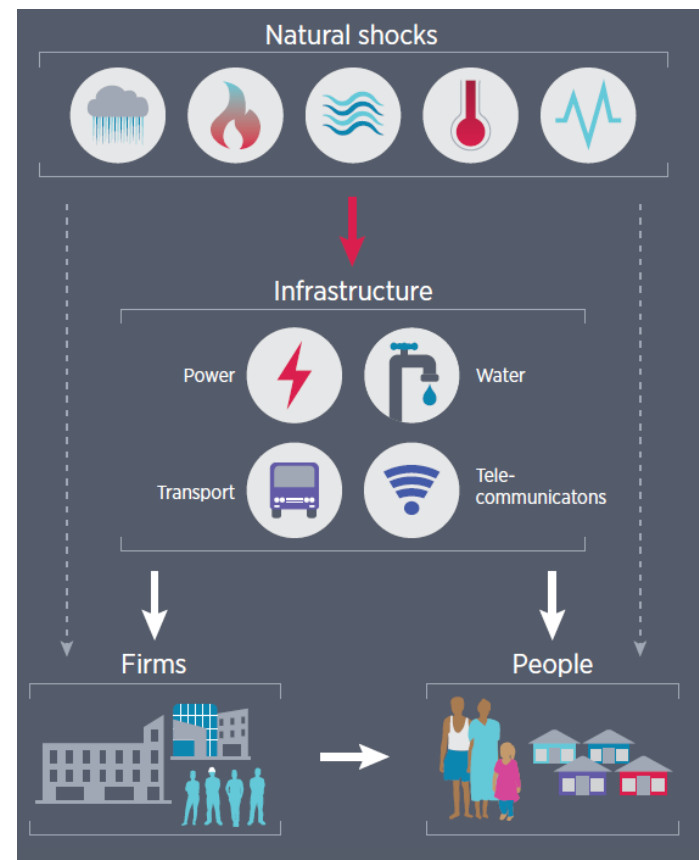 Natural shocks
Infrastructure
Power
Water
Transport
Tele-
communicatons
Firms
People